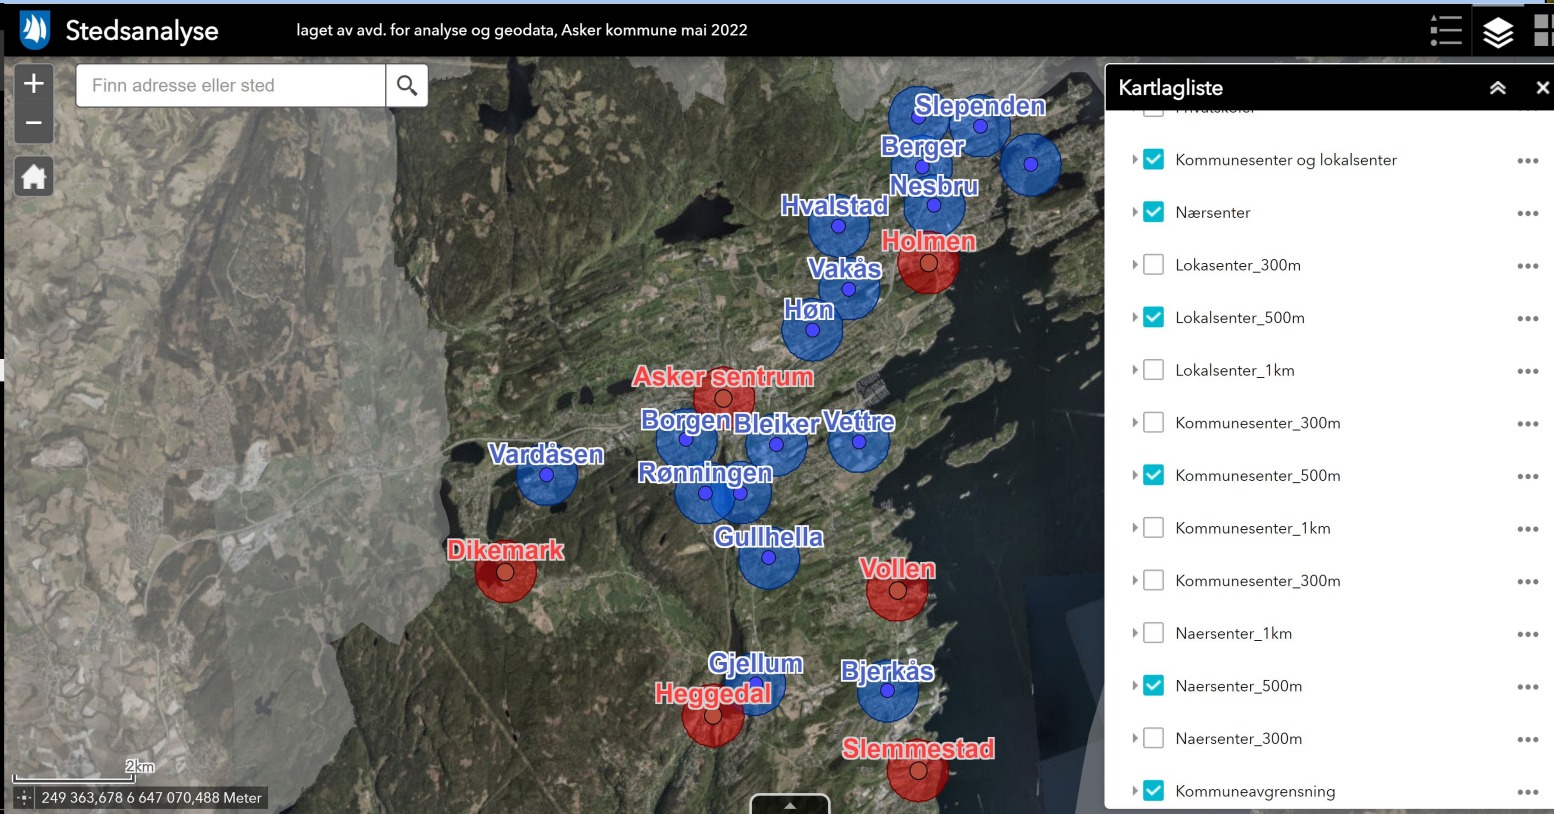 Stedsanalyse
laget av avd. for analyse og geodata, Asker kommune mai 2022
+
Finn adresse eller sted
−
Kartlagliste
Privatskoler
Kommunesenter og lokalsenter
Nærsenter
Lokasenter_300m
Lokalsenter_500m
Lokalsenter_1km
Kommunesenter_300m
Kommunesenter_500m
Kommunesenter_1km
Kommunesenter_300m
Naersenter_1km
Naersenter_500m
Naersenter_300m
Kommuneavgrensning
Slependen
Berger
Nesbru
Hvalstad
Holmen
Vakås
Høn
Asker sentrum
Borgen
Bleiker
Vettre
Vardåsen
Rønningen
Gullhella
Dikemark
Vollen
Gjellum
Bjerkås
Heggedal
Slemmestad
2km
249 363,678 6 647 070,488 Meter